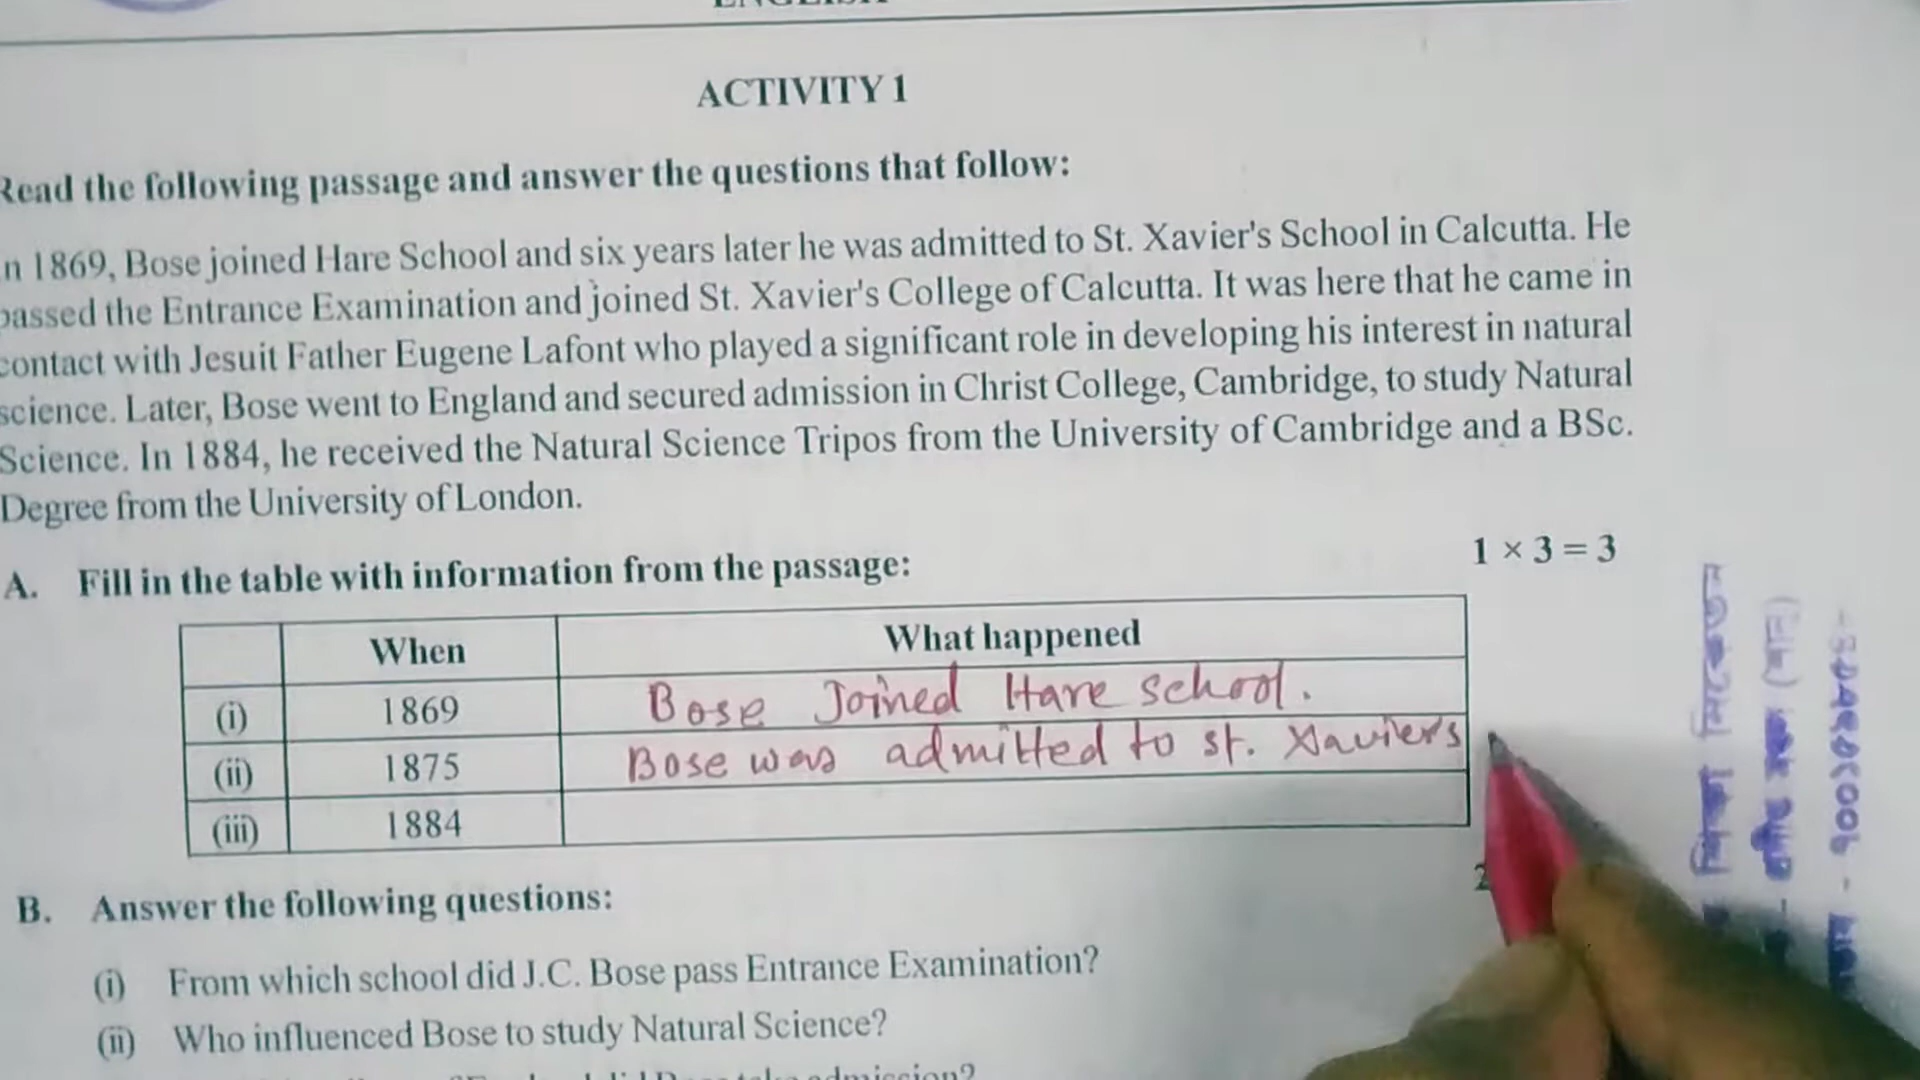 ACTIVITY 1
Read the following passage and answer the questions that follow:
n 1869, Bose joined Hare School and six years later he was admitted to St. Xavier's School in Calcutta. He
passed the Entrance Examination and joined St. Xavier's College of Calcutta. It was here that he came in
contact with Jesuit Father Eugene Lafont who played a significant role in developing his interest in natural
science. Later, Bose went to England and secured admission in Christ College, Cambridge, to study Natural
Science. In 1884, he received the Natural Science Tripos from the University of Cambridge and a BSc.
Degree from the University of London.
A. Fill in the table with information from the passage: 1 × 3 = 3
When What happened
(i) 1869 Bose Joined Hare school.
(ii) 1875 Bose was admitted to st. Xaviers
(iii) 1884
B. Answer the following questions: 2
(i) From which school did J.C. Bose pass Entrance Examination?
(ii) Who influenced Bose to study Natural Science?
admission?